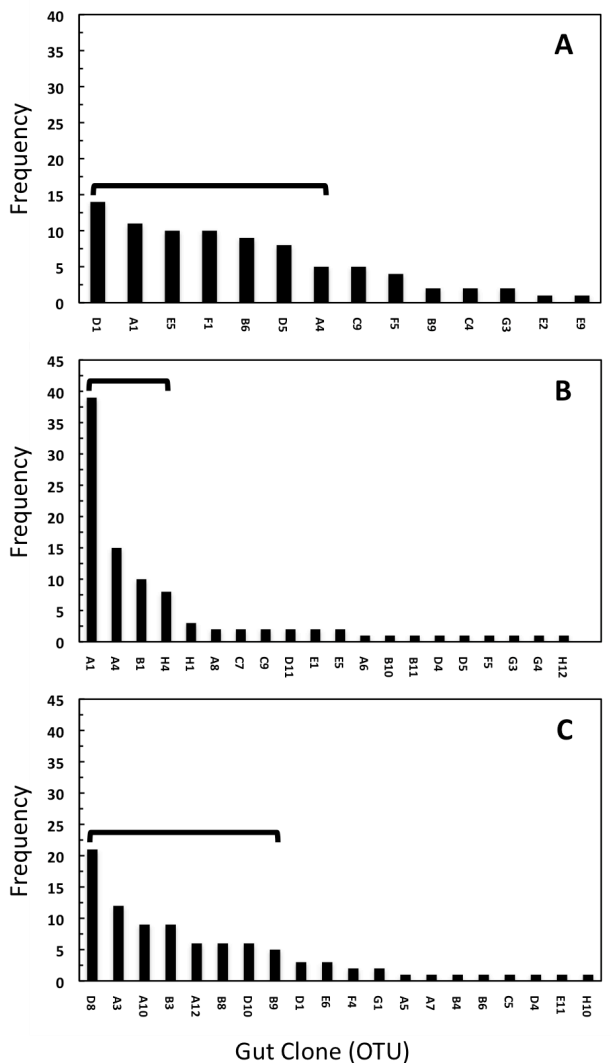 A
Frequency
40
35
30
25
20
15
10
5
0
D1 A1 E5 F1 B6 D5 A4 C9 F5 B9 C4 G3 E2 E9
B
Frequency
45
40
35
30
25
20
15
10
5
0
A1 A4 B1 H4 H1 A8 C7 C9 D11 E1 E5 A6 B10 B11 D4 D5 F5 G3 G4 H12
C
Frequency
45
40
35
30
25
20
15
10
5
0
D8 A3 A10 B3 A12 B8 D10 B9 D1 E6 F4 G1 A5 A7 B4 B6 C5 D4 E11 H10
Gut Clone (OTU)